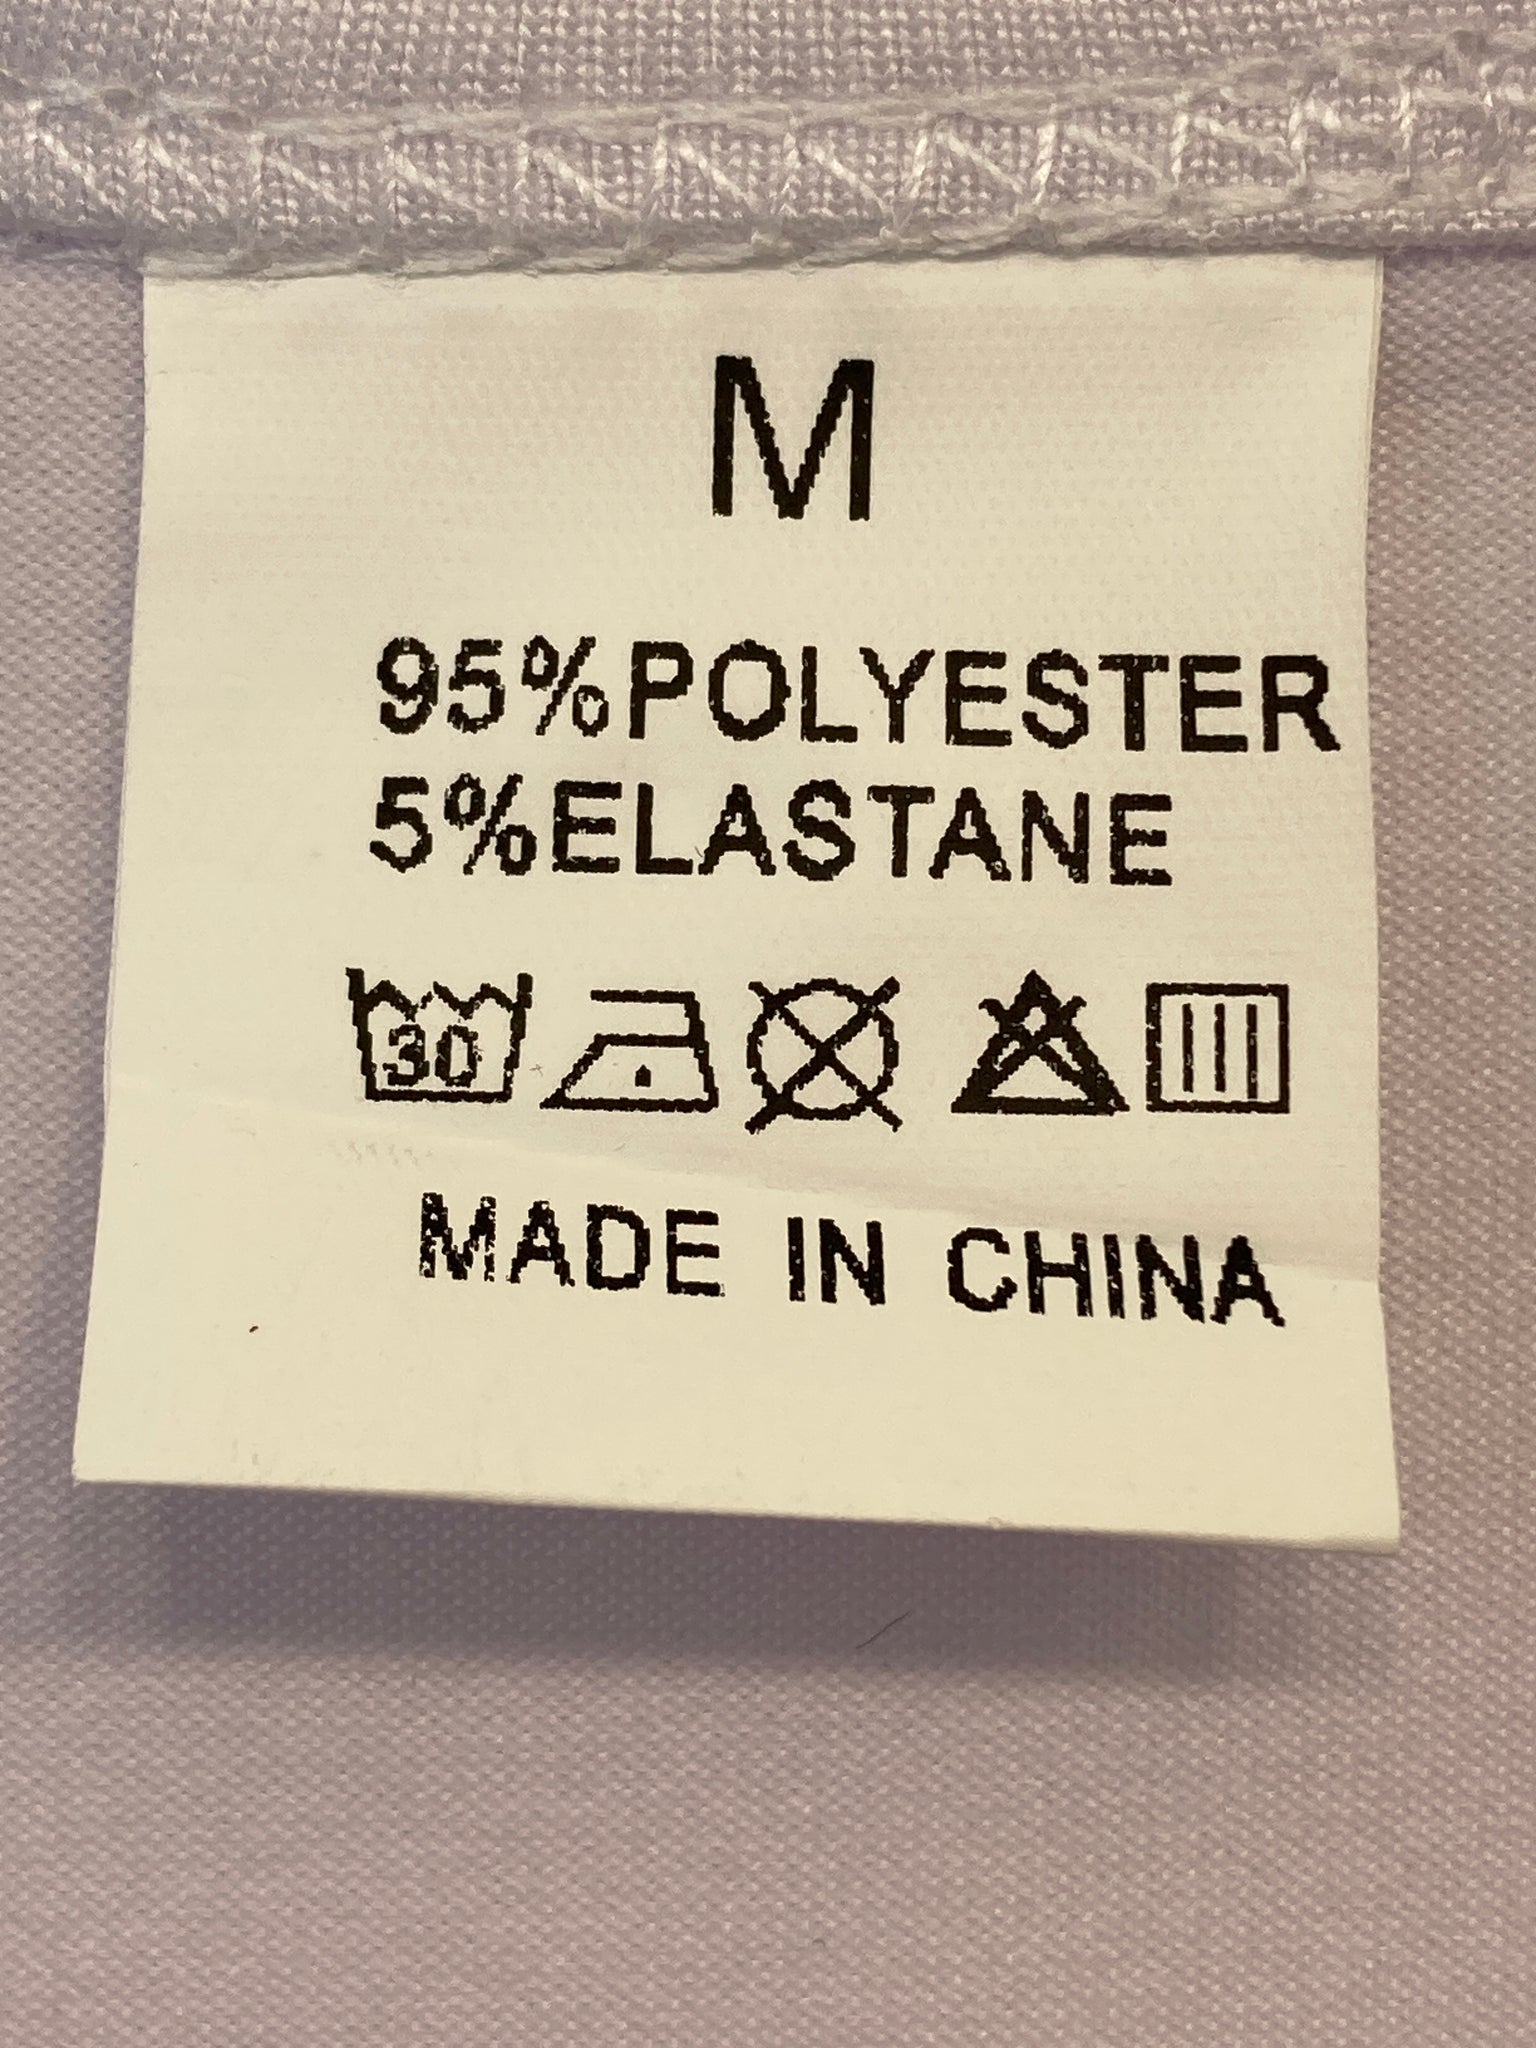 M
95%POLYESTER
5%ELASTANE
30
MADE IN CHINA